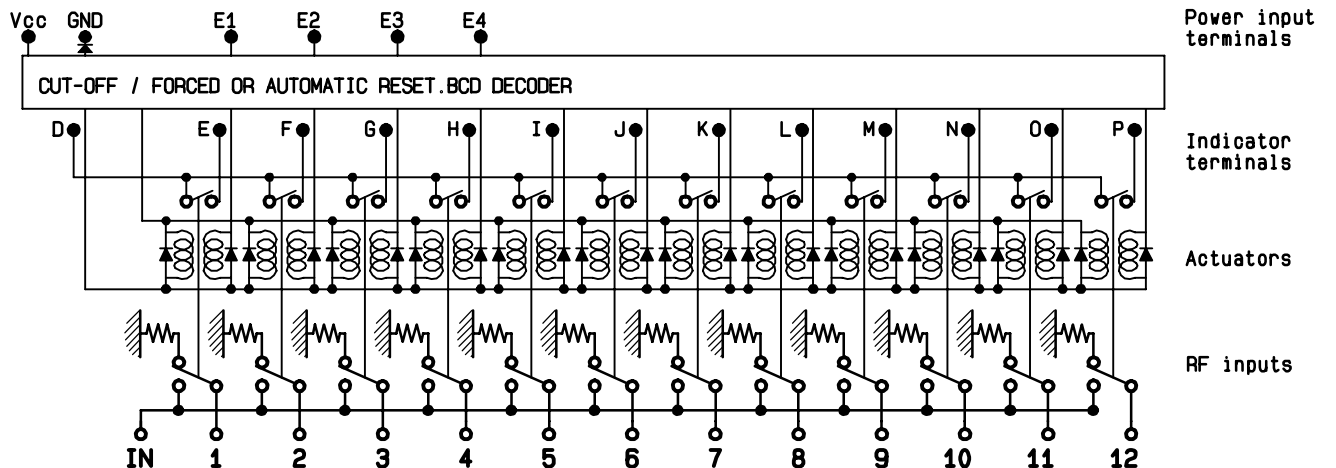 Vcc GND E1 E2 E3 E4
Power input
terminals
CUT-OFF / FORCED OR AUTOMATIC RESET.BCD DECODER
D E F G H I J K L M N O P
Indicator
terminals
Actuators
RF inputs
IN 1 2 3 4 5 6 7 8 9 10 11 12